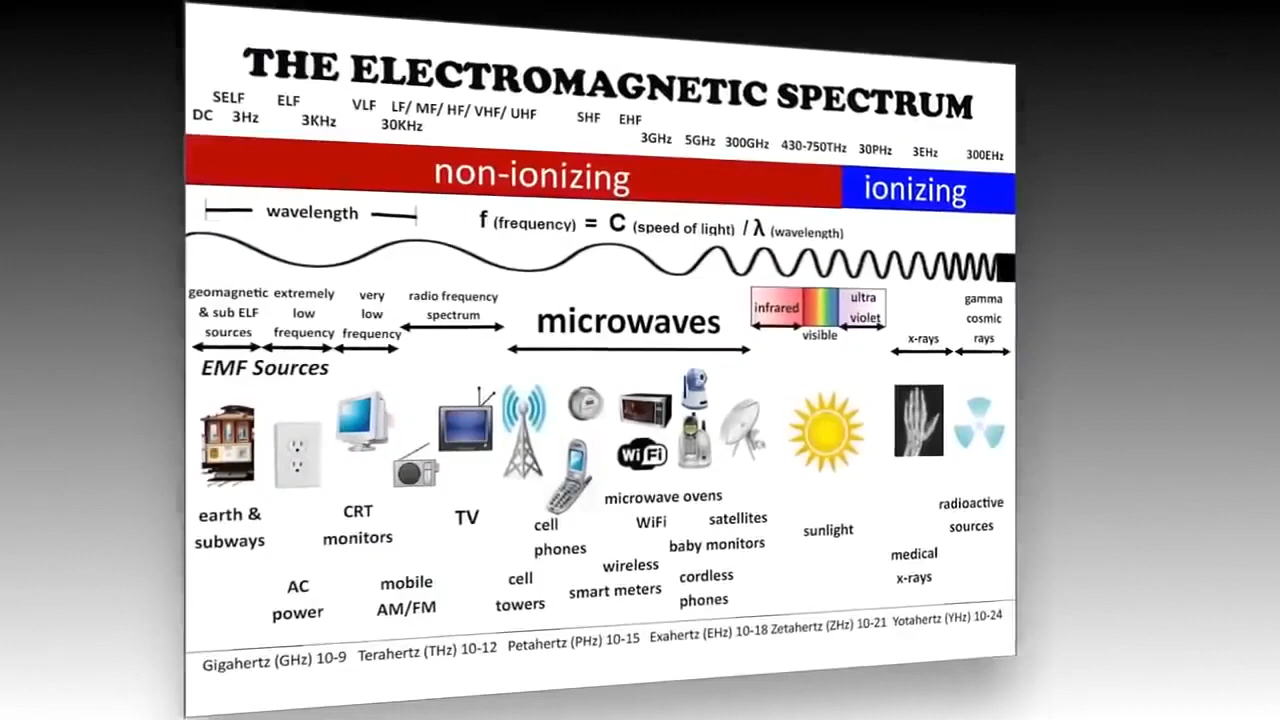 THE ELECTROMAGNETIC SPECTRUM
SELF ELF VLF LF/ MF/ HF/ VHF/ UHF SHF EHF
DC 3Hz 3KHz 30KHz 3GHz 5GHz 300GHz 430-750THz 30PHz 3EHz 300EHz
non-ionizing ionizing
wavelength f (frequency) = C (speed of light) / λ (wavelength)
geomagnetic
& sub ELF
sources
extremely
low
frequency
very
low
frequency
radio frequency
spectrum
microwaves
infrared
visible
ultra
violet
x-rays
gamma
cosmic
rays
EMF Sources
Wi Fi
earth &
subways
AC
power
CRT
monitors
mobile
AM/FM
TV
cell
phones
cell
towers
microwave ovens
WiFi
wireless
smart meters
satellites
baby monitors
cordless
phones
sunlight
medical
x-rays
radioactive
sources
Gigahertz (GHz) 10-9 Terahertz (THz) 10-12 Petahertz (PHz) 10-15 Exahertz (EHz) 10-18 Zetahertz (ZHz) 10-21 Yotahertz (YHz) 10-24